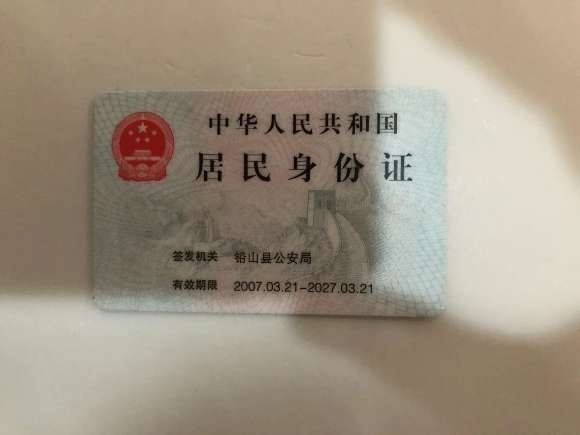 中华人民共和国
居民身份证
签发机关 铅山县公安局
有效期限 2007.03.21-2027.03.21